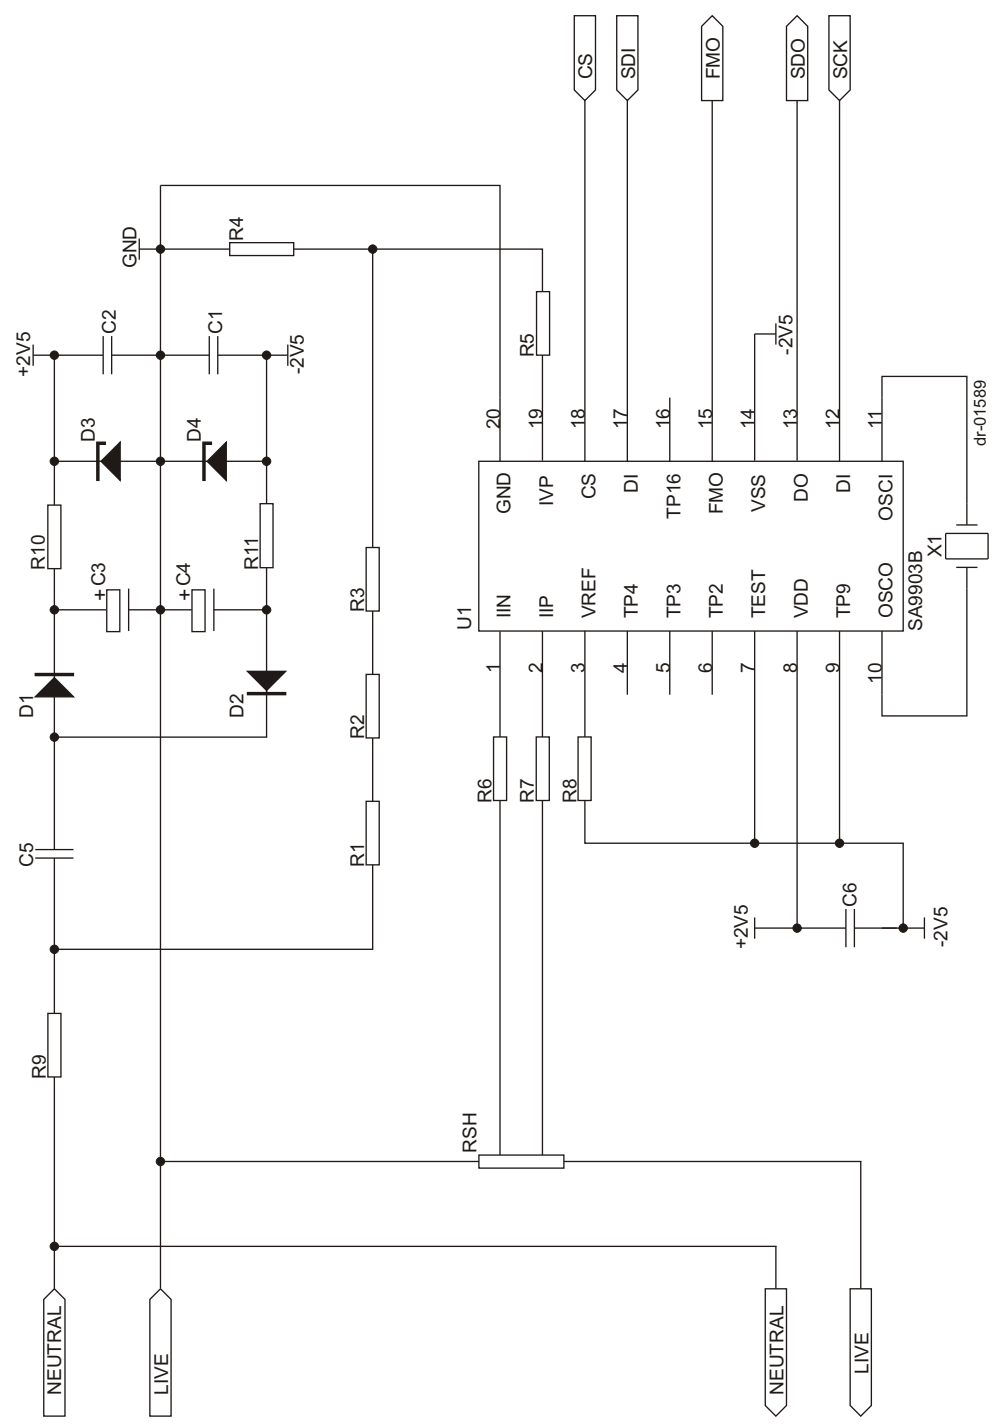 CS
SDI
FMO
SDO
SCK
GND
R4
+2V5
C2
C1
-2V5
R5
-2V5
D3
D4
20
19
18
17
16
15
14
13
12
11
dr-01589
GND
IVP
CS
DI
TP16
FMO
VSS
DO
DI
OSCI
R10
R11
+
C3
+
C4
R3
X1
U1
IIN
IIP
VREF
TP4
TP3
TP2
TEST
VDD
TP9
OSCO
SA9903B
D1
D2
R2
1
2
3
4
5
6
7
8
9
10
R6
R7
R8
C5
R1
+2V5
C6
-2V5
R9
RSH
NEUTRAL
LIVE
NEUTRAL
LIVE